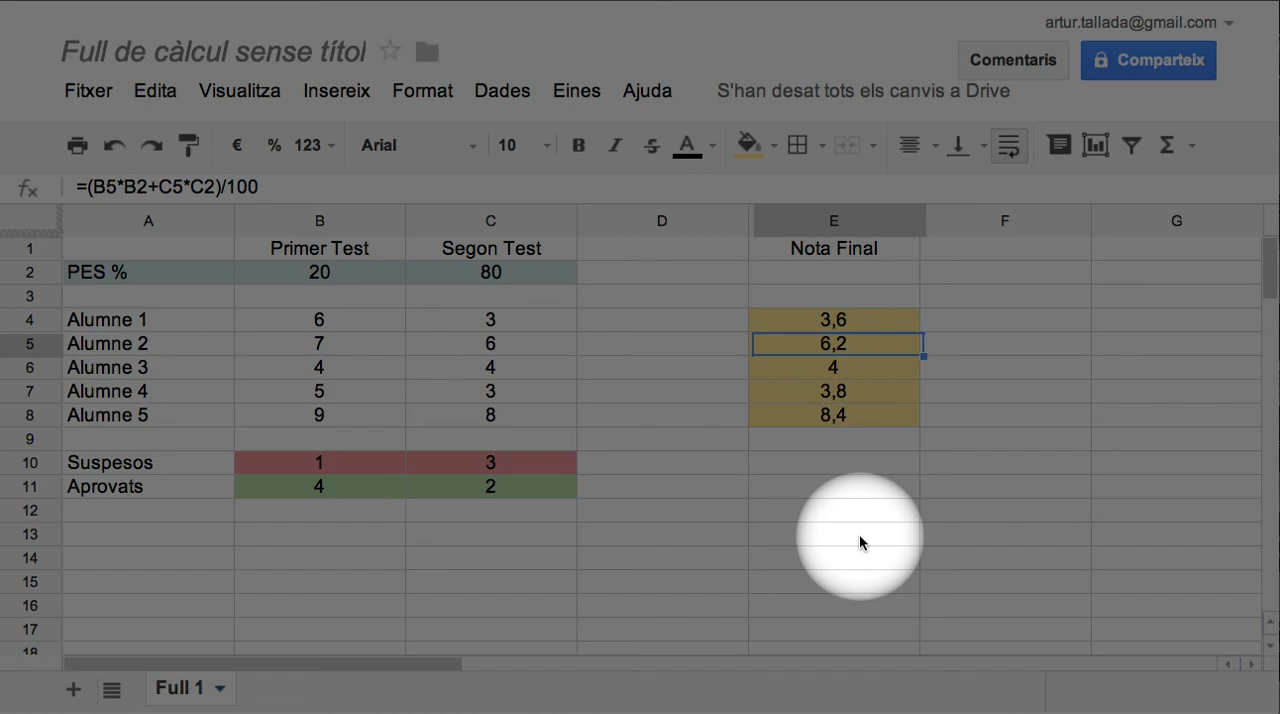 artur.tallada@gmail.com
Full de càlcul sense títol
Comentaris
Comparteix
Fitxer Edita Visualitza Insereix Format Dades Eines Ajuda S'han desat tots els canvis a Drive
€ % 123 Arial 10 B I S A Σ
fx =(B5*B2+C5*C2)/100
A B C D E F G
1 Primer Test Segon Test Nota Final
2 PES % 20 80
3
4 Alumne 1 6 3 3,6
5 Alumne 2 7 6 6,2
6 Alumne 3 4 4 4
7 Alumne 4 5 3 3,8
8 Alumne 5 9 8 8,4
9
10 Suspesos 1 3
11 Aprovats 4 2
12
13
14
15
16
17
18
+ Full 1